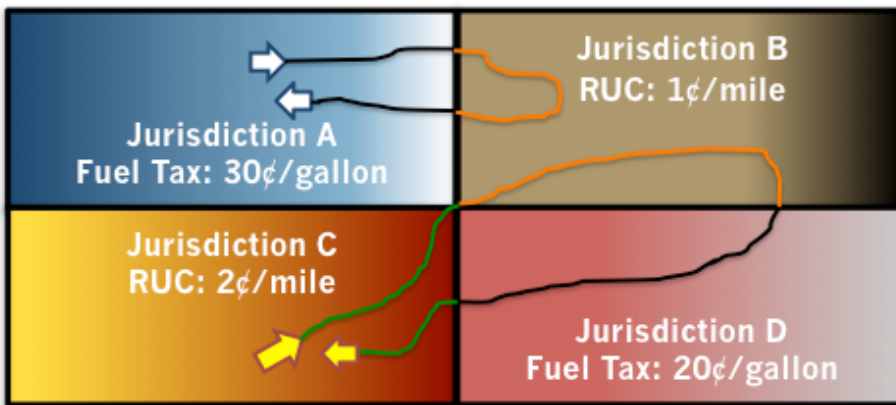 Jurisdiction A
Fuel Tax: 30¢/gallon
Jurisdiction B
RUC: 1¢/mile
Jurisdiction C
RUC: 2¢/mile
Jurisdiction D
Fuel Tax: 20¢/gallon